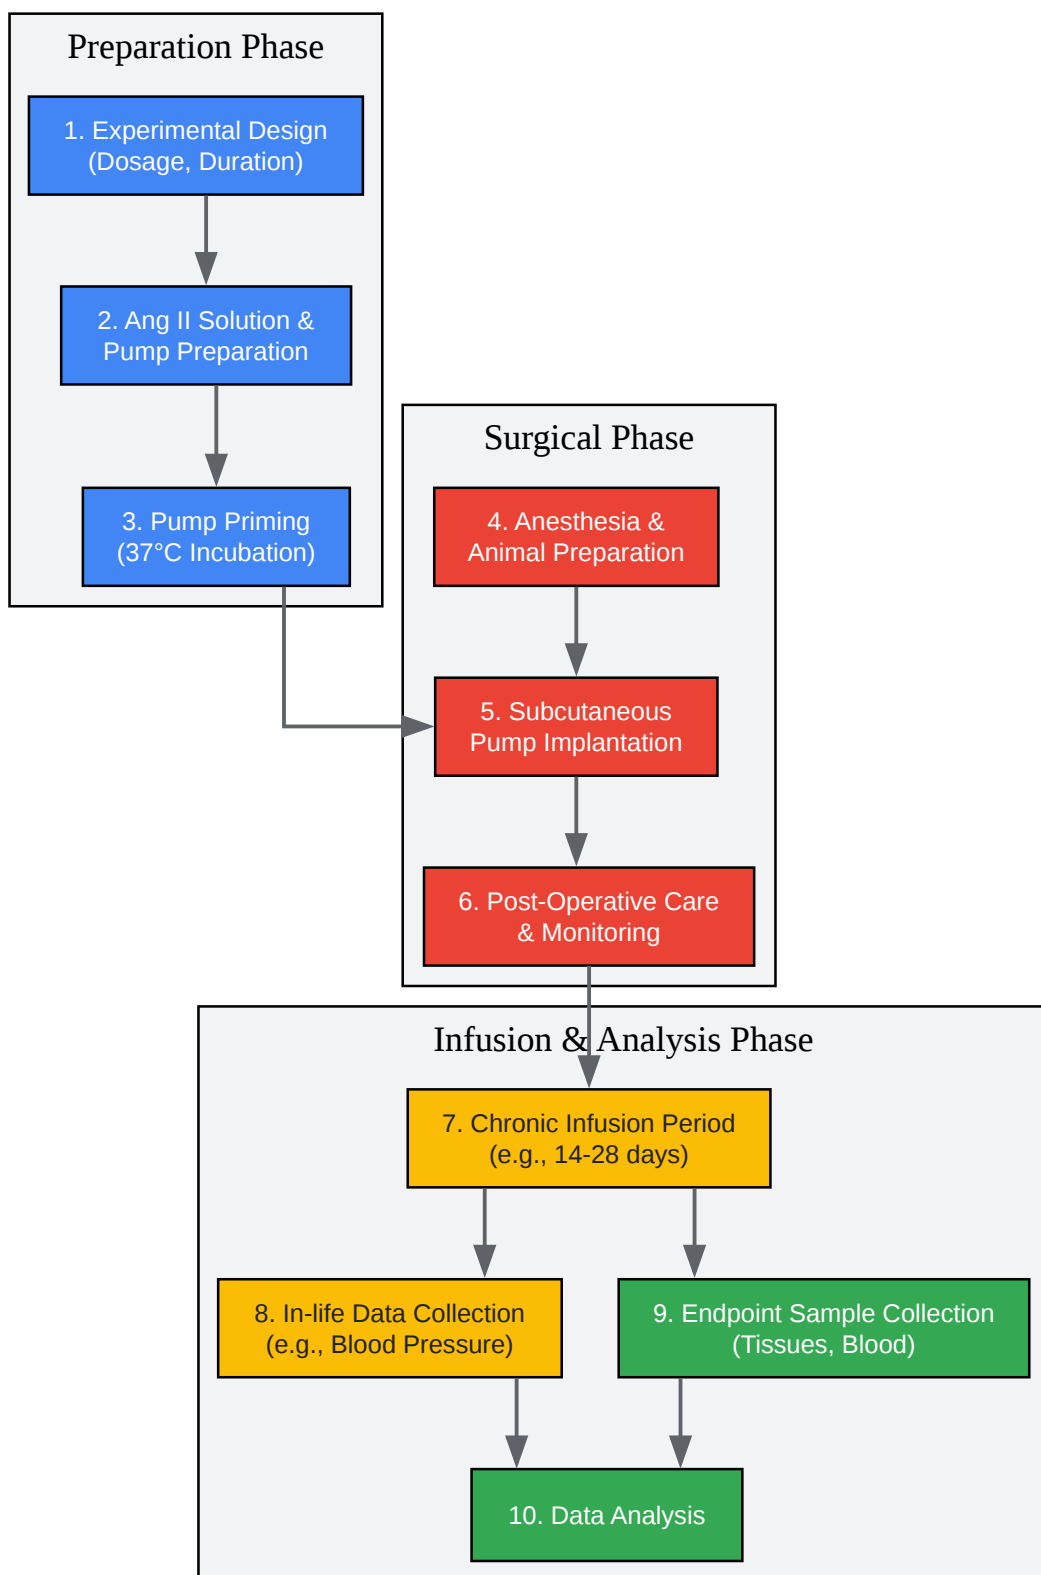 Preparation Phase
1. Experimental Design
(Dosage, Duration)
2. Ang II Solution &
Pump Preparation
3. Pump Priming
(37°C Incubation)
Surgical Phase
4. Anesthesia &
Animal Preparation
5. Subcutaneous
Pump Implantation
6. Post-Operative Care
& Monitoring
Infusion & Analysis Phase
7. Chronic Infusion Period
(e.g., 14-28 days)
8. In-life Data Collection
(e.g., Blood Pressure)
9. Endpoint Sample Collection
(Tissues, Blood)
10. Data Analysis